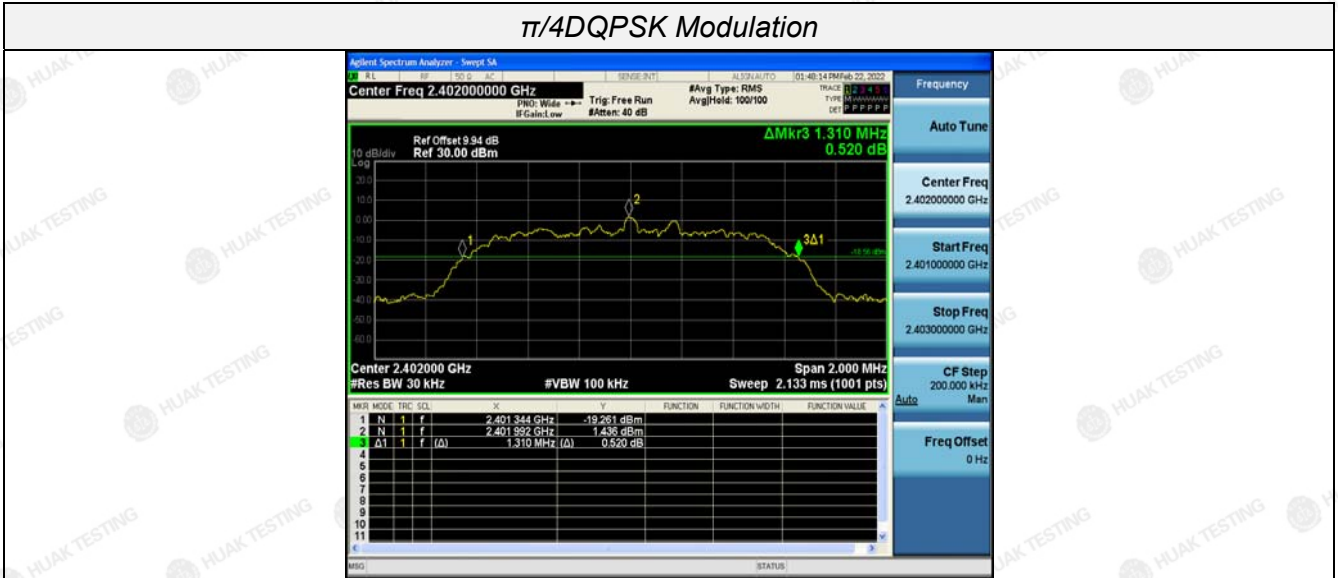 π/4DQPSK Modulation
Agilent Spectrum Analyzer - Swept SA
RL RF 50 Ω AC SENSE:INT ALIGNAUTO 01:48:14 PM Feb 22, 2022
Center Freq 2.402000000 GHz
PNO: Wide
IFGain:Low
Trig: Free Run
#Atten: 40 dB
#Avg Type: RMS
Avg|Hold: 100/100
TRACE 1 2 3 4 5 6
TYPE
DET P P P P P P
Ref Offset 9.94 dB
Ref 30.00 dBm
10 dB/div
Log
ΔMkr3 1.310 MHz
0.520 dB
20.0
10.0
0.00
-10.0
-20.0
-30.0
-40.0
-50.0
-60.0
1
2
3Δ1
-18.56 dBm
Center 2.402000 GHz
#Res BW 30 kHz
#VBW 100 kHz
Span 2.000 MHz
Sweep 2.133 ms (1001 pts)
MKR MODE TRC SCL X Y FUNCTION FUNCTION WIDTH FUNCTION VALUE
1 N 1 f 2.401 344 GHz -19.261 dBm
2 N 1 f 2.401 992 GHz 1.436 dBm
3 Δ1 1 f (Δ) 1.310 MHz (Δ) 0.520 dB
4
5
6
7
8
9
10
11
MSG
STATUS
Frequency
Auto Tune
Center Freq
2.402000000 GHz
Start Freq
2.401000000 GHz
Stop Freq
2.403000000 GHz
CF Step
200.000 kHz
Auto Man
Freq Offset
0 Hz
HUAK TESTING